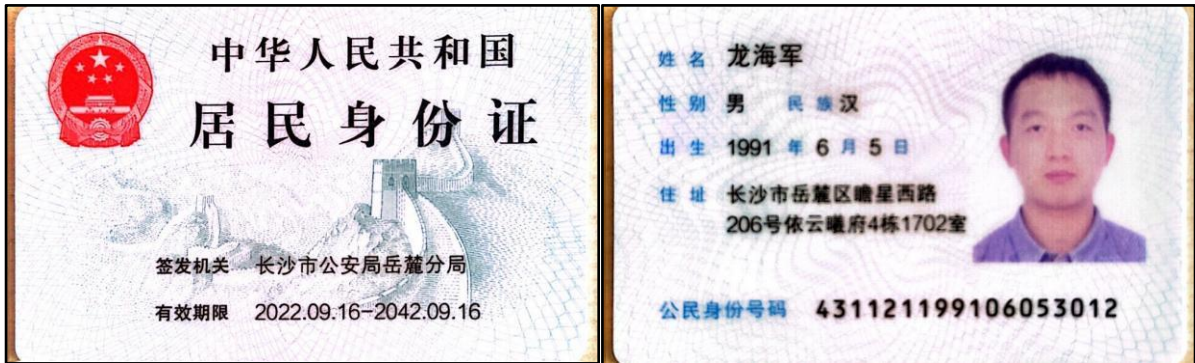 中华人民共和国
居民身份证
签发机关 长沙市公安局岳麓分局
有效期限 2022.09.16-2042.09.16
姓名 龙海军
性别 男 民族 汉
出生 1991 年 6 月 5 日
住址 长沙市岳麓区瞻星西路
206号依云曦府4栋1702室
公民身份号码 431121199106053012